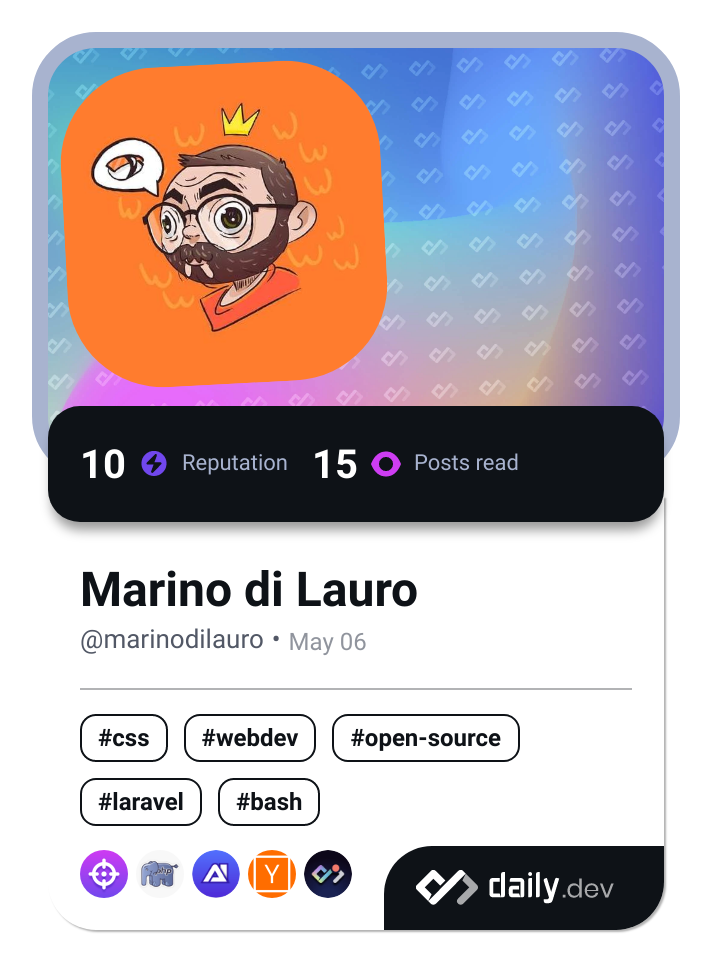 10 Reputation 15 Posts read
Marino di Lauro
@marinodilauro • May 06
#css #webdev #open-source
#laravel #bash
php Y
daily.dev